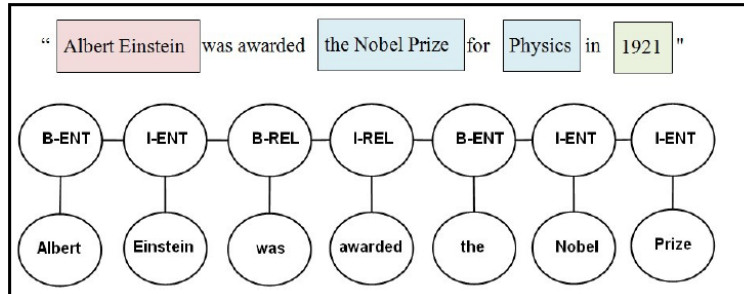 “ Albert Einstein was awarded the Nobel Prize for Physics in 1921 "
B-ENT I-ENT B-REL I-REL B-ENT I-ENT I-ENT
Albert Einstein was awarded the Nobel Prize